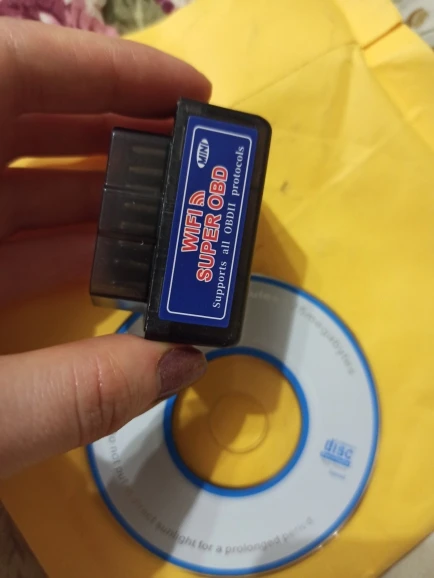 MINI
WIFI
SUPER OBD
Supports all OBDII protocols
disc
sunlight for a prolonged period